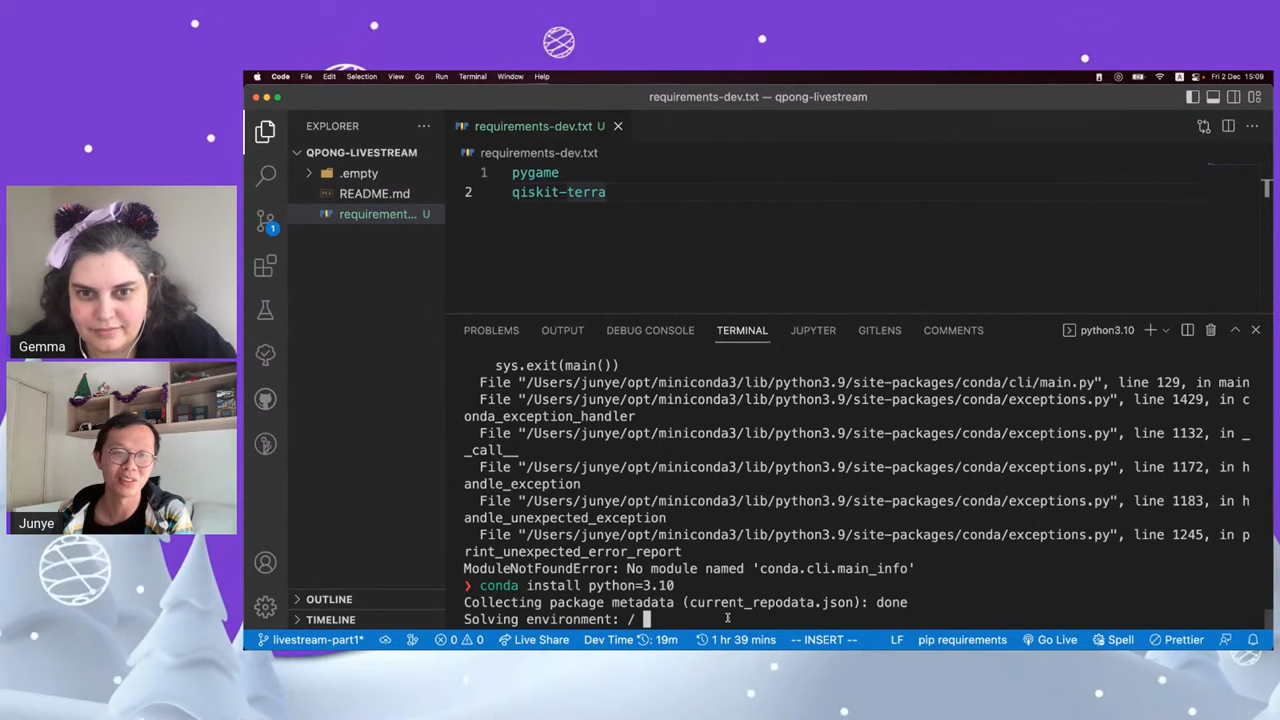 Code File Edit Selection View Go Run Terminal Window Help
Fri 2 Dec 15:09
requirements-dev.txt — qpong-livestream
EXPLORER
requirements-dev.txt U
QPONG-LIVESTREAM
.empty
README.md
requirement... U
requirements-dev.txt
1 pygame
2 qiskit-terra
1
PROBLEMS OUTPUT DEBUG CONSOLE TERMINAL JUPYTER GITLENS COMMENTS
python3.10
sys.exit(main())
File "/Users/junye/opt/miniconda3/lib/python3.9/site-packages/conda/cli/main.py", line 129, in main
File "/Users/junye/opt/miniconda3/lib/python3.9/site-packages/conda/exceptions.py", line 1429, in c
onda_exception_handler
File "/Users/junye/opt/miniconda3/lib/python3.9/site-packages/conda/exceptions.py", line 1132, in _
_call__
File "/Users/junye/opt/miniconda3/lib/python3.9/site-packages/conda/exceptions.py", line 1172, in h
andle_exception
File "/Users/junye/opt/miniconda3/lib/python3.9/site-packages/conda/exceptions.py", line 1183, in h
andle_unexpected_exception
File "/Users/junye/opt/miniconda3/lib/python3.9/site-packages/conda/exceptions.py", line 1245, in p
rint_unexpected_error_report
ModuleNotFoundError: No module named 'conda.cli.main_info'
❯ conda install python=3.10
Collecting package metadata (current_repodata.json): done
Solving environment: /
OUTLINE
TIMELINE
livestream-part1* 0 0 Live Share Dev Time : 19m 1 hr 39 mins -- INSERT -- LF pip requirements Go Live Spell Prettier
Gemma
Junye